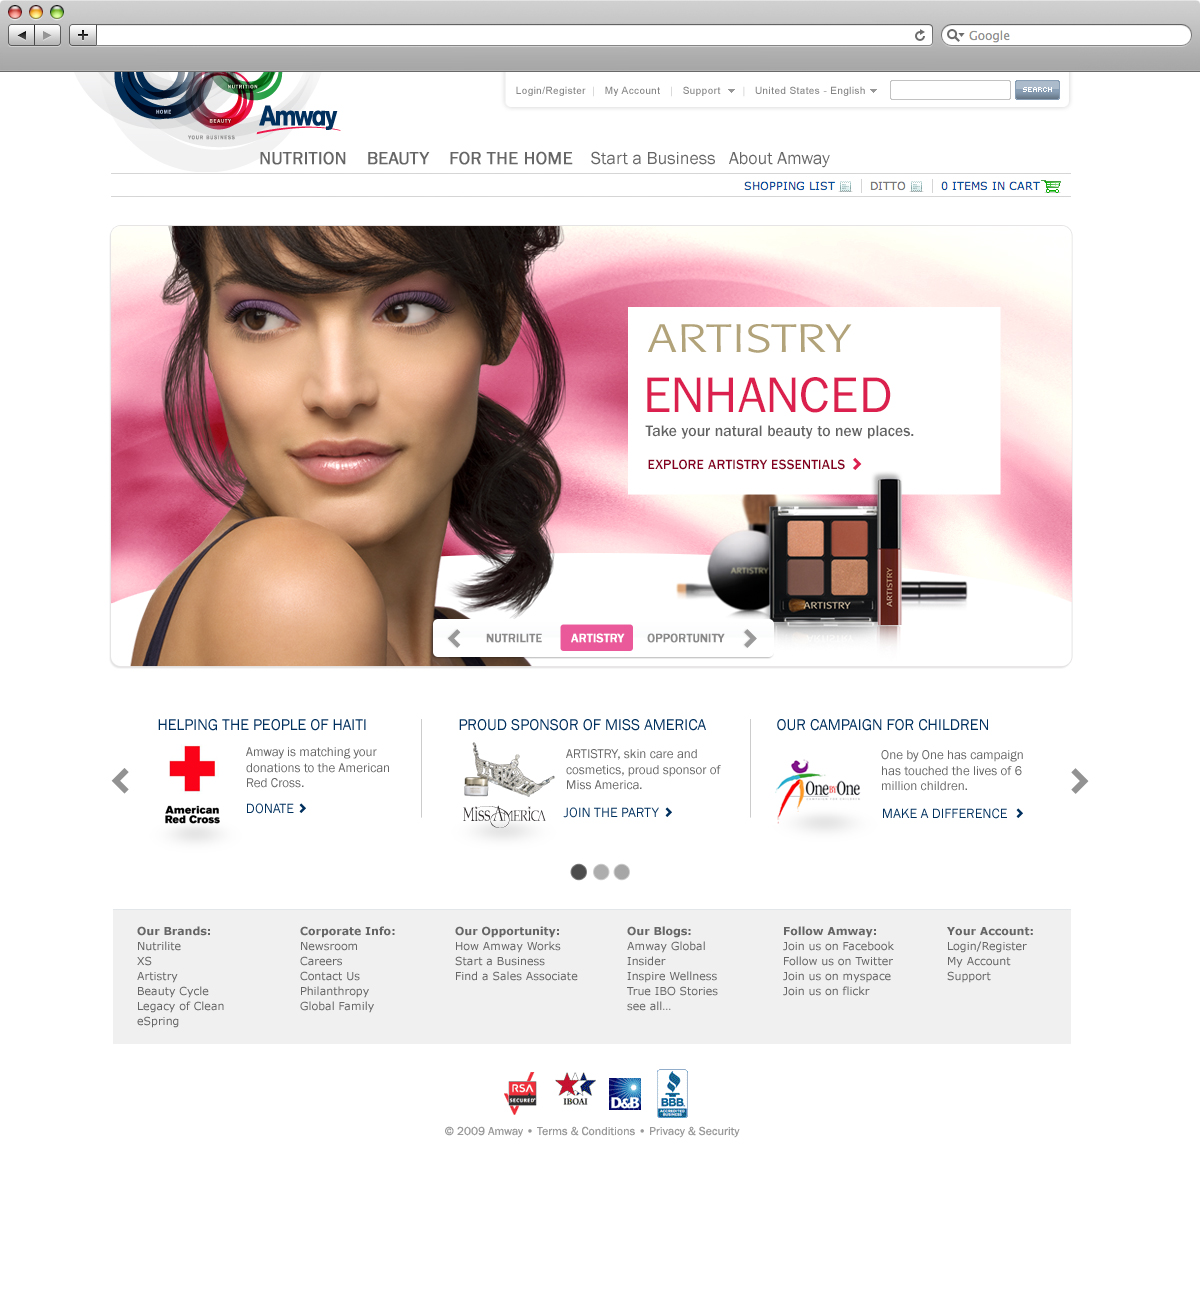 Google
NUTRITION
HOME
BEAUTY
YOUR BUSINESS
Amway
Login/Register | My Account | Support | United States - English
SEARCH
NUTRITION BEAUTY FOR THE HOME Start a Business About Amway
SHOPPING LIST DITTO 0 ITEMS IN CART
ARTISTRY
ENHANCED
Take your natural beauty to new places.
EXPLORE ARTISTRY ESSENTIALS
ARTISTRY
ARTISTRY
ARTISTRY
NUTRILITE ARTISTRY OPPORTUNITY
HELPING THE PEOPLE OF HAITI
Amway is matching your
donations to the American
Red Cross.
DONATE
American
Red Cross
PROUD SPONSOR OF MISS AMERICA
ARTISTRY, skin care and
cosmetics, proud sponsor of
Miss America.
JOIN THE PARTY
MISS AMERICA
OUR CAMPAIGN FOR CHILDREN
One by One has campaign
has touched the lives of 6
million children.
MAKE A DIFFERENCE
One by One
Our Brands:
Nutrilite
XS
Artistry
Beauty Cycle
Legacy of Clean
eSpring
Corporate Info:
Newsroom
Careers
Contact Us
Philanthropy
Global Family
Our Opportunity:
How Amway Works
Start a Business
Find a Sales Associate
Our Blogs:
Amway Global
Insider
Inspire Wellness
True IBO Stories
see all...
Follow Amway:
Join us on Facebook
Follow us on Twitter
Join us on myspace
Join us on flickr
Your Account:
Login/Register
My Account
Support
RSA
SECURED
IBOAI
D&B
BBB.
ACCREDITED
BUSINESS
© 2009 Amway • Terms & Conditions • Privacy & Security